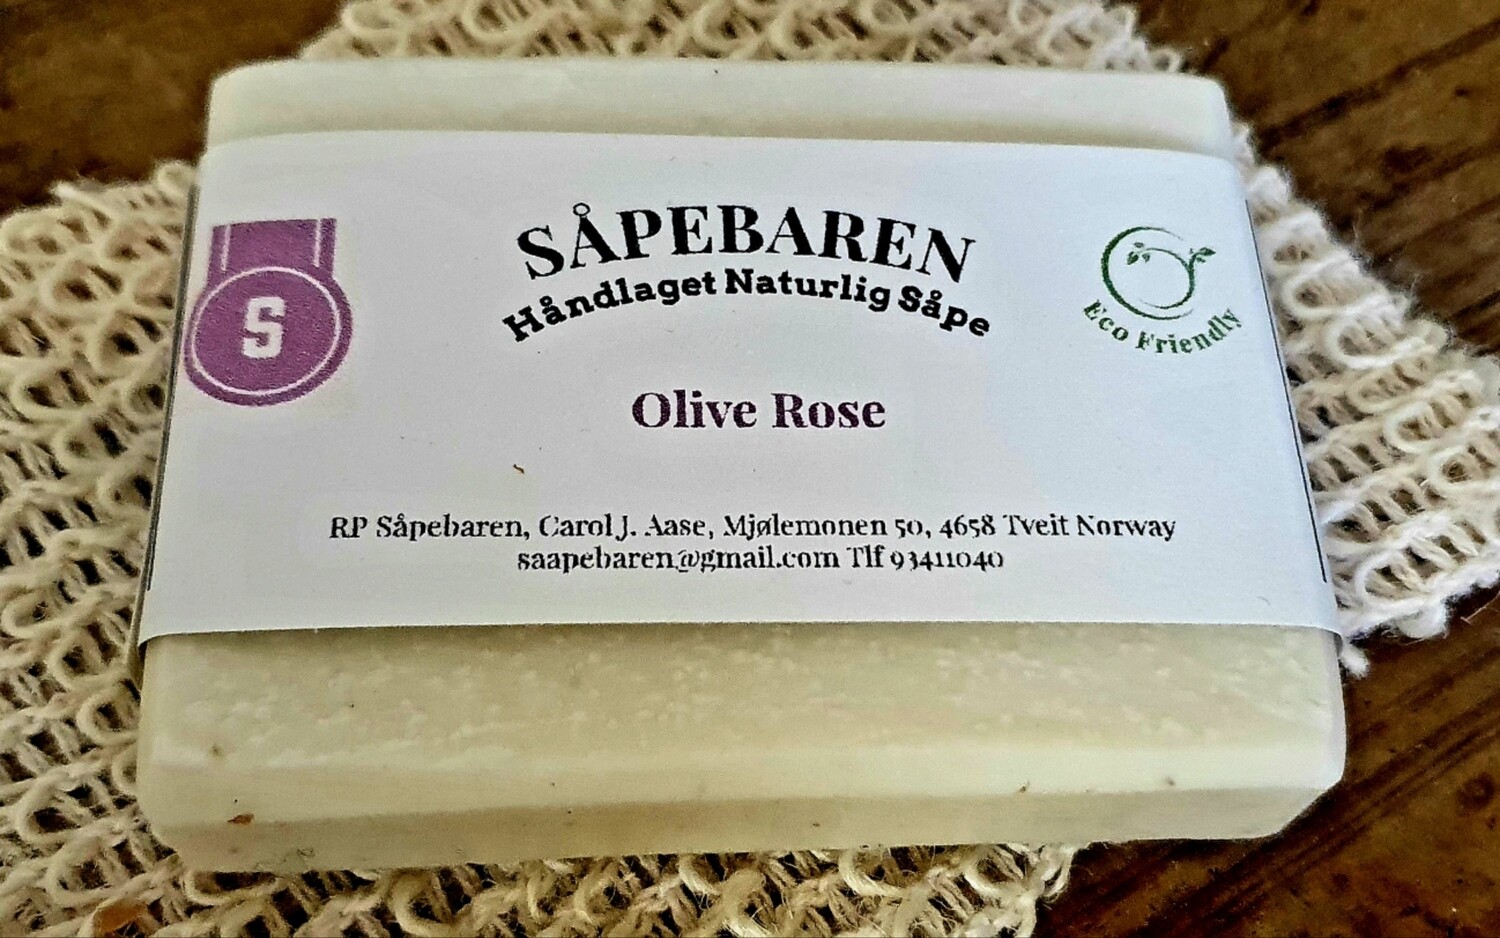 SÅPEBAREN
Håndlaget Naturlig Såpe
S
Eco Friendly
Olive Rose
RP Såpebaren, Carol J. Aase, Mjølemonen 50, 4658 Tveit Norway
saapebaren@gmail.com Tlf 93411040